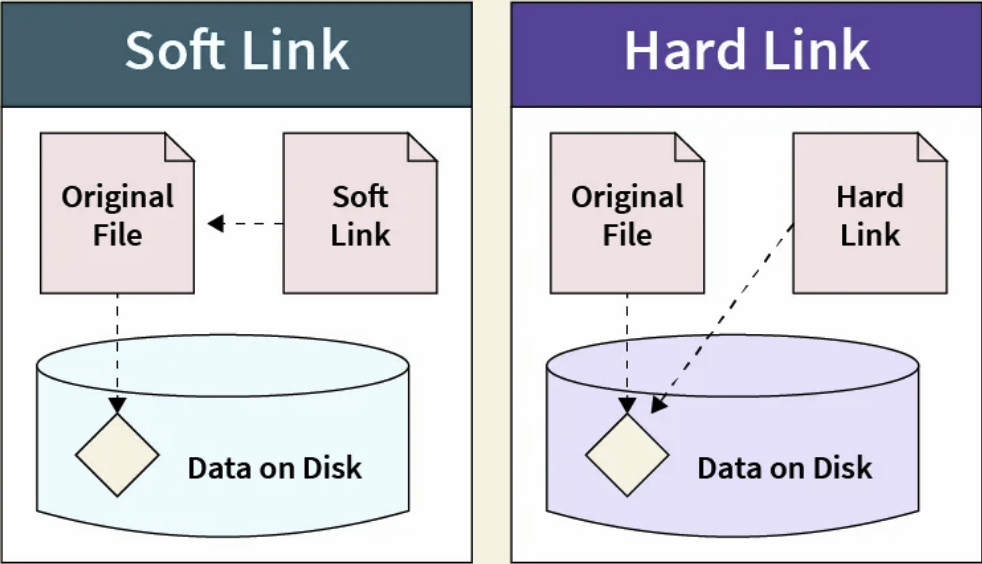 Soft Link
Original
File
Soft
Link
Data on Disk
Hard Link
Original
File
Hard
Link
Data on Disk